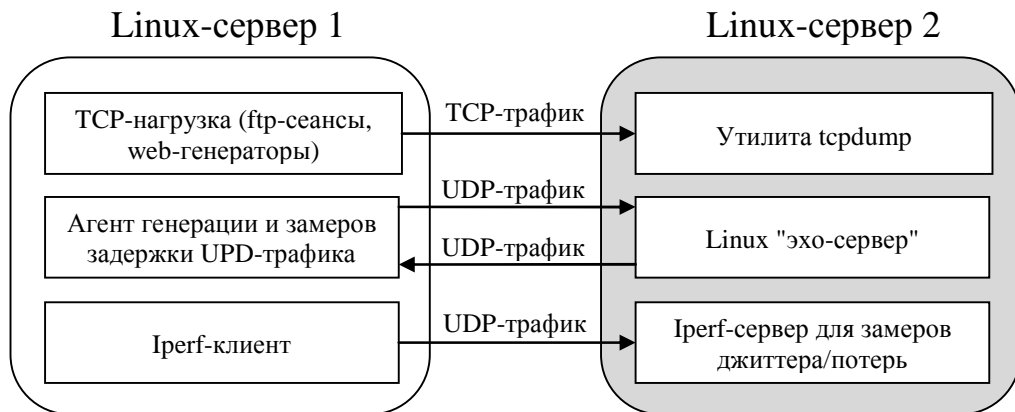 Linux-сервер 1
Linux-сервер 2
TCP-нагрузка (ftp-сеансы,
web-генераторы)
TCP-трафик
Утилита tcpdump
Агент генерации и замеров
задержки UPD-трафика
UDP-трафик
UDP-трафик
Linux "эхо-сервер"
Iperf-клиент
UDP-трафик
Iperf-сервер для замеров
джиттера/потерь